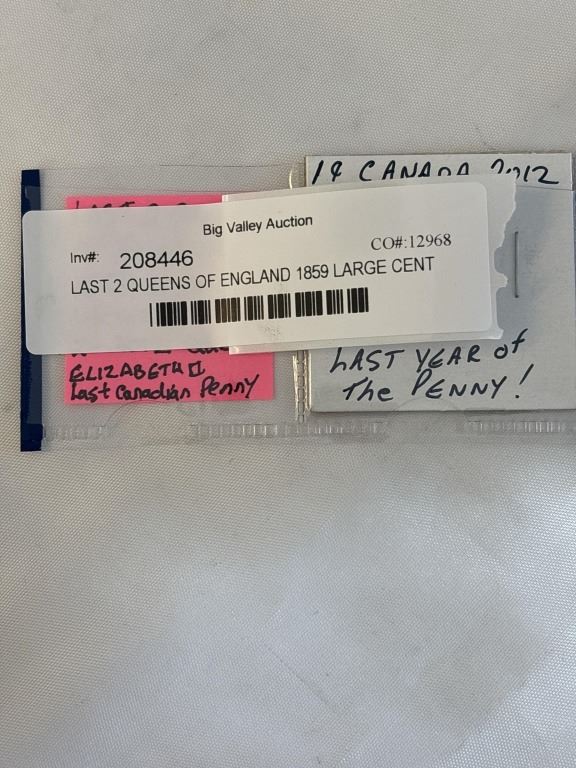 1¢ CANADA 2012
Big Valley Auction
Inv#: 208446 CO#:12968
LAST 2 QUEENS OF ENGLAND 1859 LARGE CENT
ELIZABETH II
Last Canadian Penny
LAST YEAR of
The PENNY!